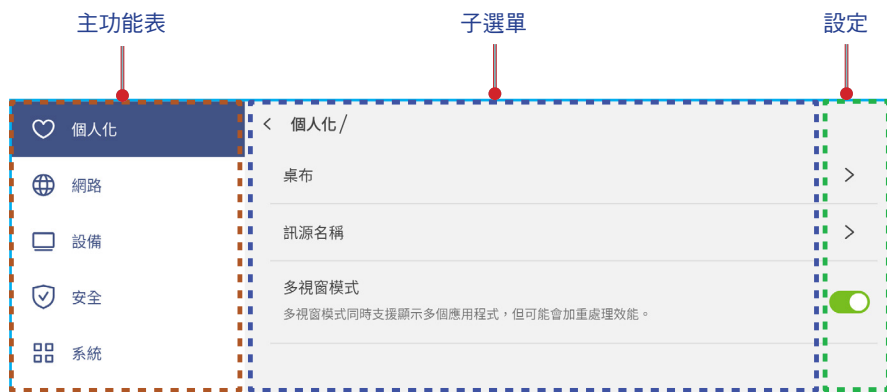 主功能表 子選單 設定
個人化
網路
設備
安全
系統
個人化/
桌布
訊源名稱
多視窗模式
多視窗模式同時支援顯示多個應用程式，但可能會加重處理效能。